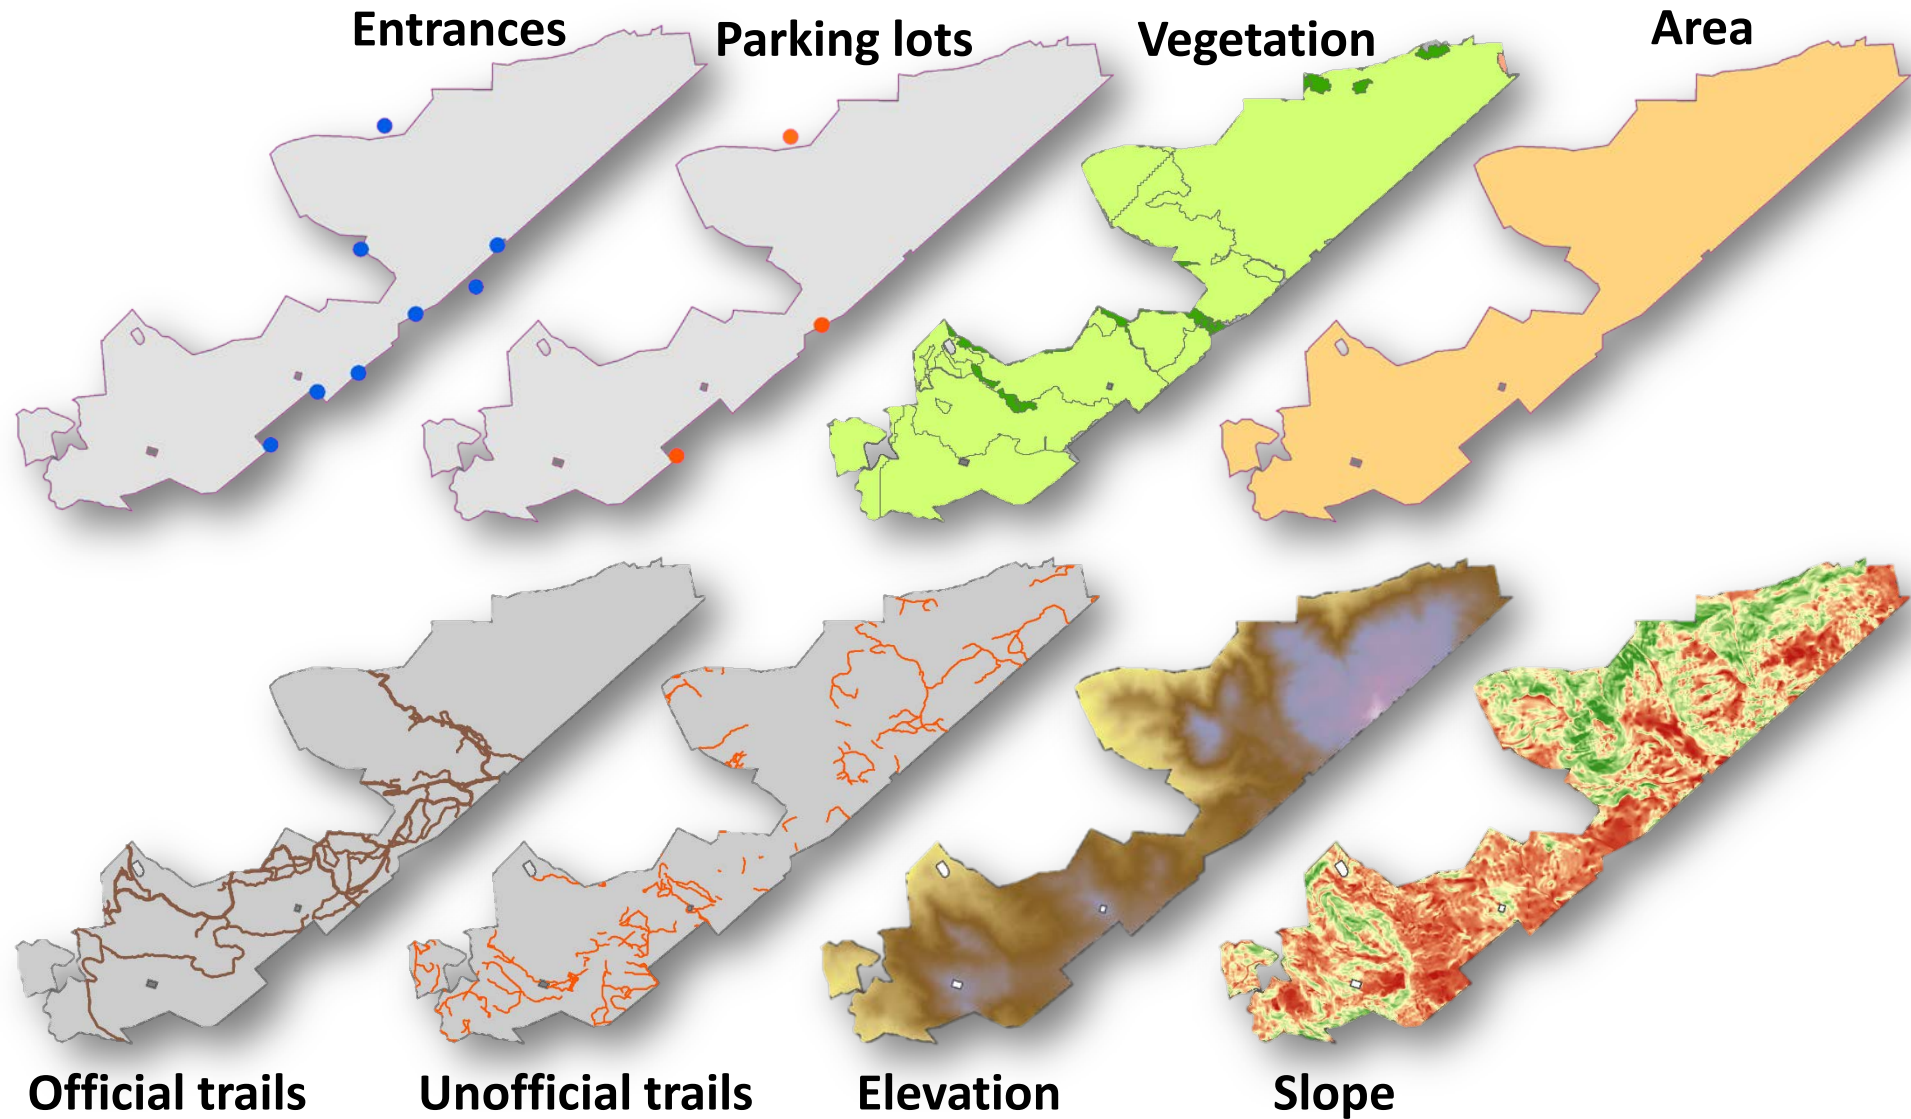 Entrances
Parking lots
Vegetation
Area
Official trails
Unofficial trails
Elevation
Slope